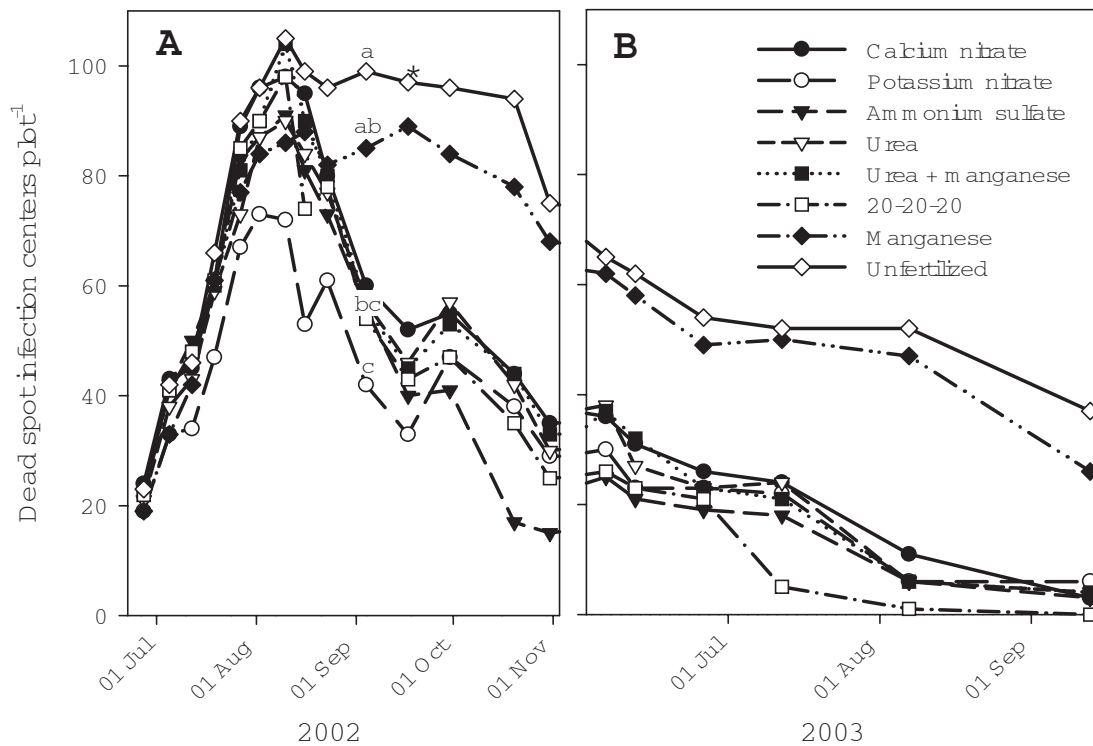 A
B
Dead spot infection centers plot-1
100
80
60
40
20
0
a
*
ab
bc
c
Calcium nitrate
Potassium nitrate
Ammonium sulfate
Urea
Urea + manganese
20-20-20
Manganese
Unfertilized
01 Jul
01 Aug
01 Sep
01 Oct
01 Nov
01 Jul
01 Aug
01 Sep
2002
2003